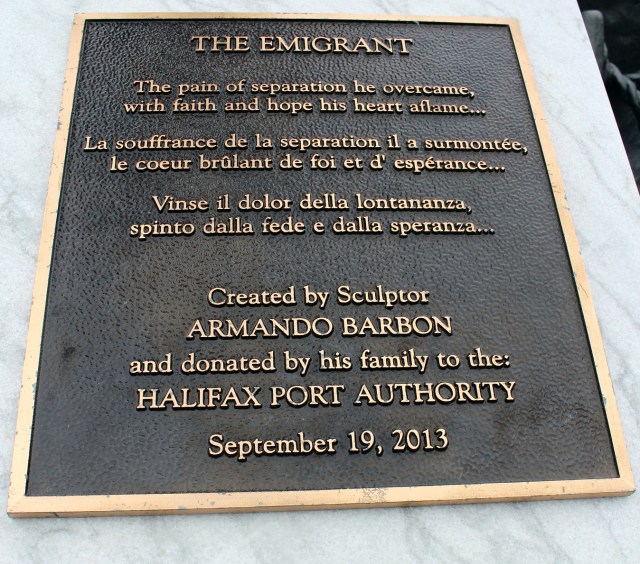 THE EMIGRANT
The pain of separation he overcame,
with faith and hope his heart aflame...
La souffrance de la separation il a surmontée,
le coeur brûlant de foi et d' espérance...
Vinse il dolor della lontananza,
spinto dalla fede e dalla speranza...
Created by Sculptor
ARMANDO BARBON
and donated by his family to the:
HALIFAX PORT AUTHORITY
September 19, 2013